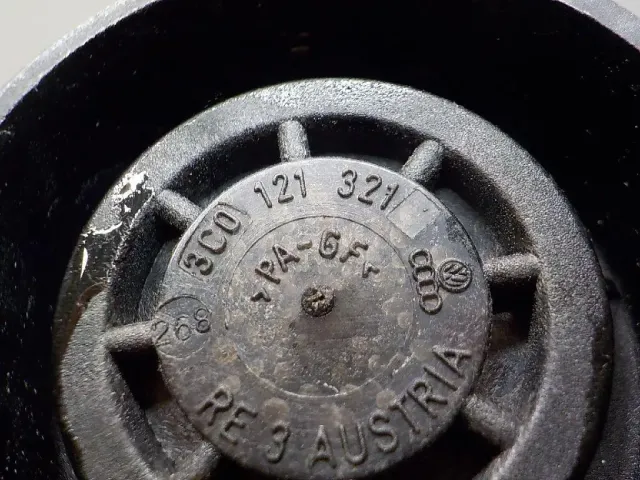 3C0 121 321
>PA-GF<
268
RE 3 AUSTRIA